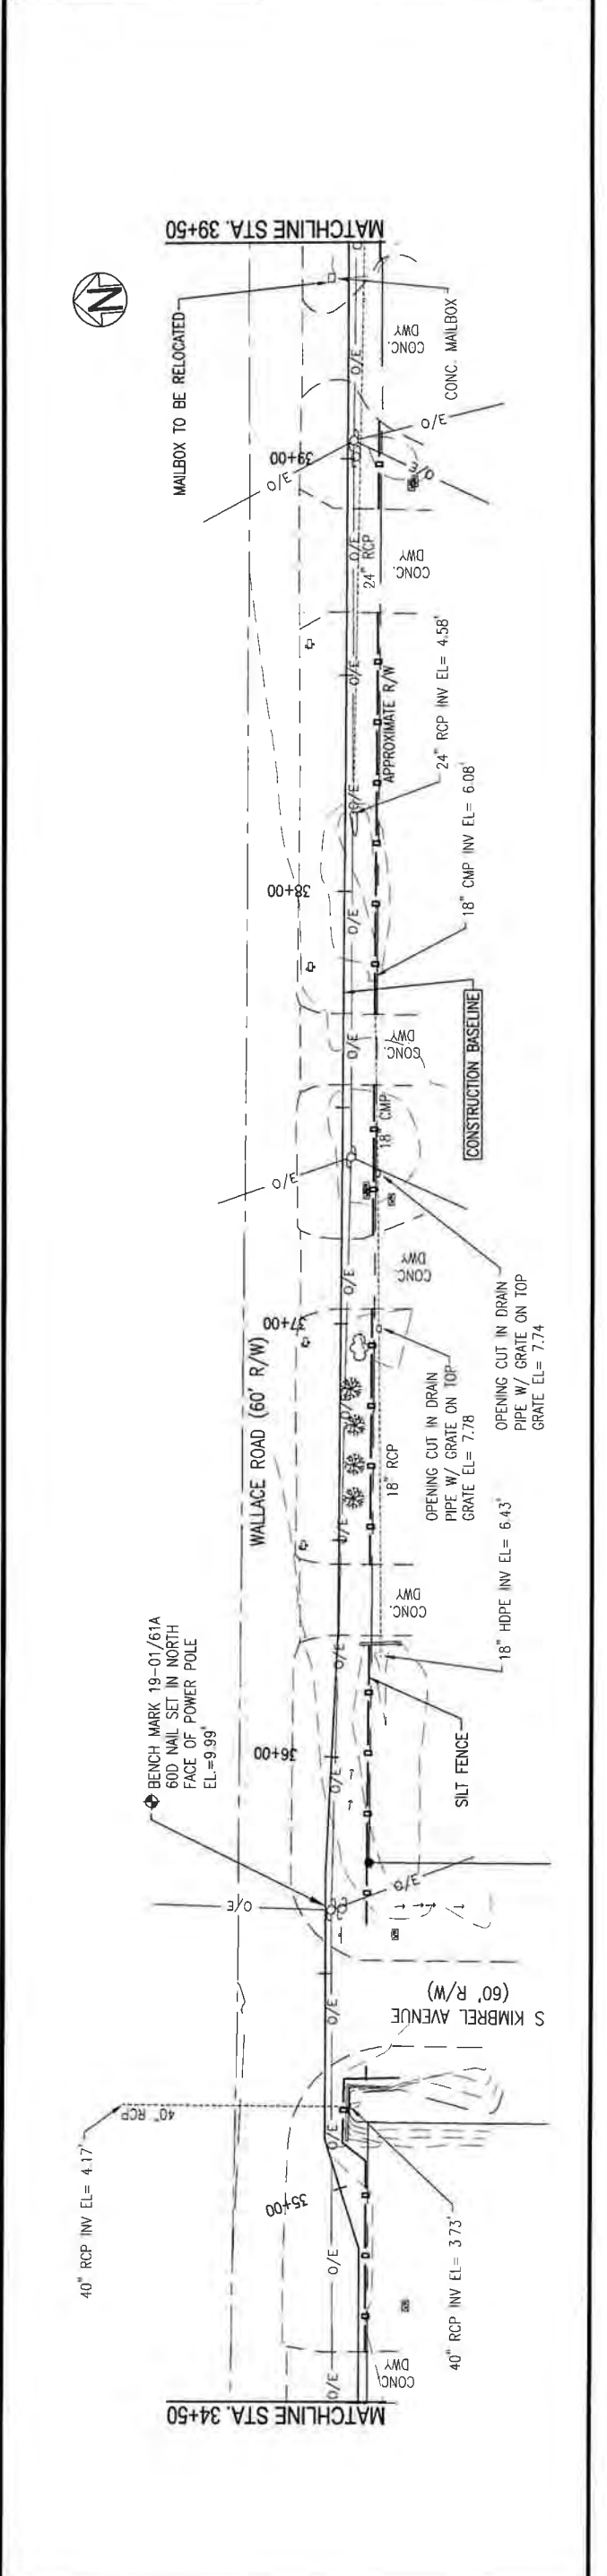 N
MATCHLINE STA. 39+50
MAILBOX TO BE RELOCATED
CONC. MAILBOX
CONC.
DWY
O/E
O/E
O/E
39+00
O/E
O/E
24" RCP
CONC.
DWY
O/E
APPROXIMATE R/W
24" RCP INV EL= 4.58'
O/E
18" CMP INV EL= 6.08'
38+00
O/E
CONSTRUCTION BASELINE
O/E
CONC.
DWY
18" CMP
O/E
OPENING CUT IN DRAIN
PIPE W/ GRATE ON TOP
GRATE EL= 7.74
CONC.
DWY
O/E
37+00
WALLACE ROAD (60' R/W)
OPENING CUT IN DRAIN
PIPE W/ GRATE ON TOP
GRATE EL= 7.78
O/E
18" RCP
O/E
18" HDPE INV EL= 6.43'
CONC.
DWY
O/E
BENCH MARK 19-01/61A
60D NAIL SET IN NORTH
FACE OF POWER POLE
EL.=9.99'
36+00
O/E
SILT FENCE
O/E
O/E
O/E
S KIMBREL AVENUE
(60' R/W)
40" RCP
40" RCP INV EL= 4.17'
O/E
35+00
40" RCP INV EL= 3.73'
O/E
CONC.
DWY
O/E
MATCHLINE STA. 34+50